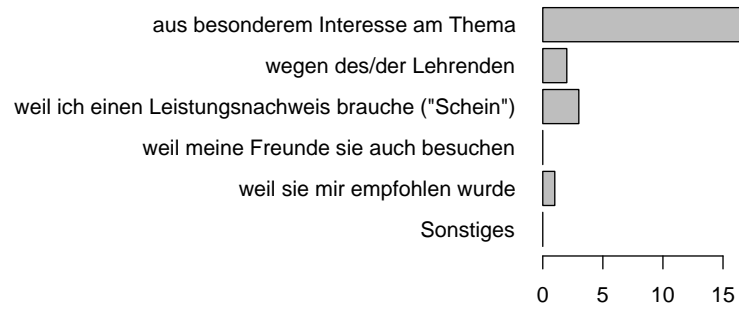 aus besonderem Interesse am Thema
wegen des/der Lehrenden
weil ich einen Leistungsnachweis brauche ("Schein")
weil meine Freunde sie auch besuchen
weil sie mir empfohlen wurde
Sonstiges
0 5 10 15